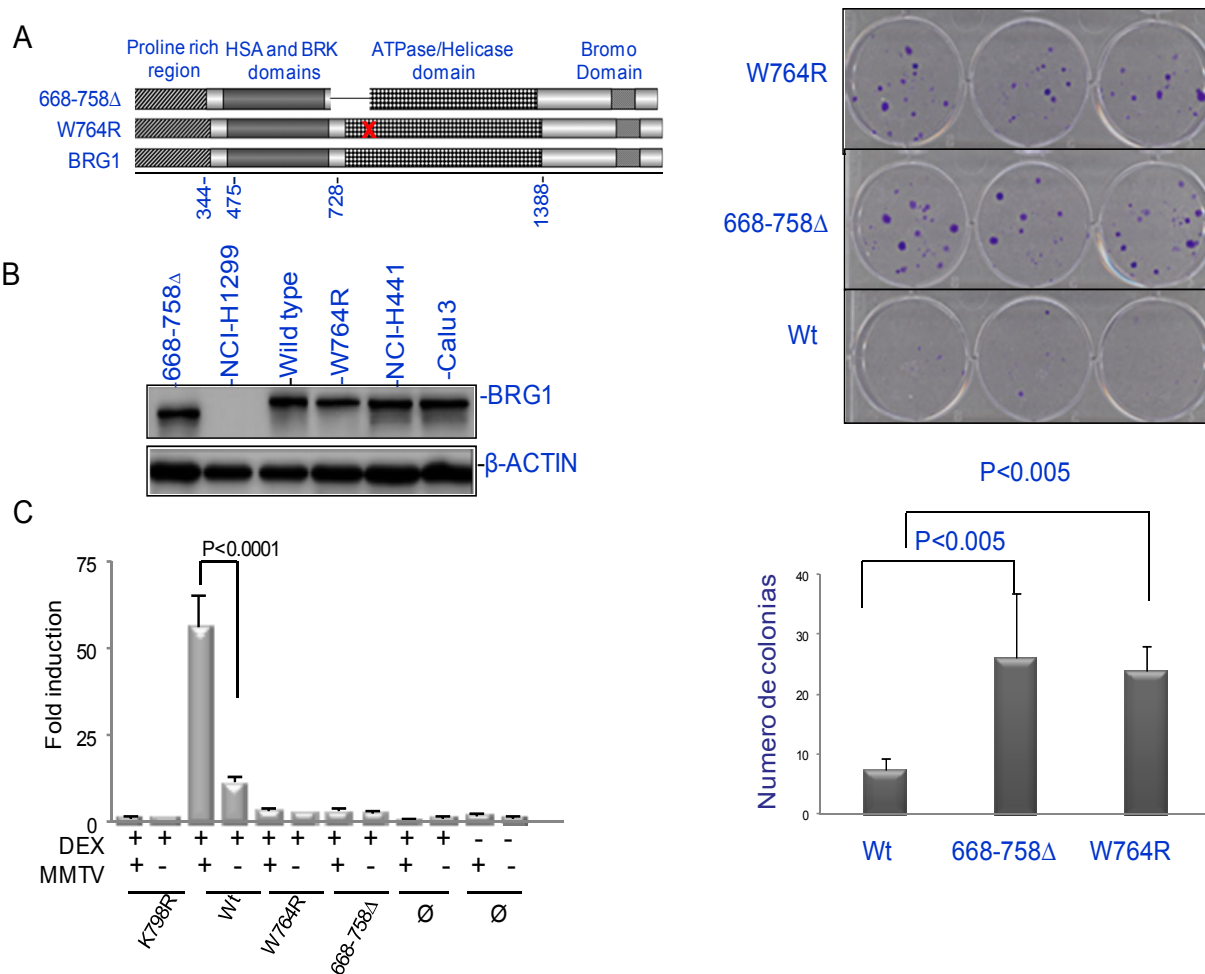 A
Proline rich region
HSA and BRK domains
ATPase/Helicase domain
Bromo Domain
668-758Δ
W764R
BRG1
344-
475-
728-
1388-
B
-668-758Δ
-NCI-H1299
-Wild type
-W764R
-NCI-H441
-Calu3
-BRG1
-β-ACTIN
C
P<0.0001
Fold induction
75
50
25
0
DEX + + + + + + + + + + - -
MMTV + - + - + - + - + - + -
K798R
Wt
W764R
668-758Δ
Ø
Ø
W764R
668-758Δ
Wt
P<0.005
P<0.005
Numero de colonias
40
30
20
10
0
Wt
668-758Δ
W764R